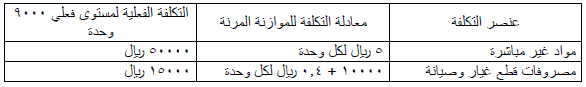 عنصر التكلفة	معادلة التكلفة للموازنة المرنة	التكلفة الفعلية لمستوى فعلي ٩٠٠٠
وحدة
مواد غير مباشرة	٥ ريال لكل وحدة	٥٠٠٠٠ ريال
مصروفات قطع غيار وصيانة	١٠٠٠٠ + ٠,٤ ريال لكل وحدة	١٥٠٠٠ ريال